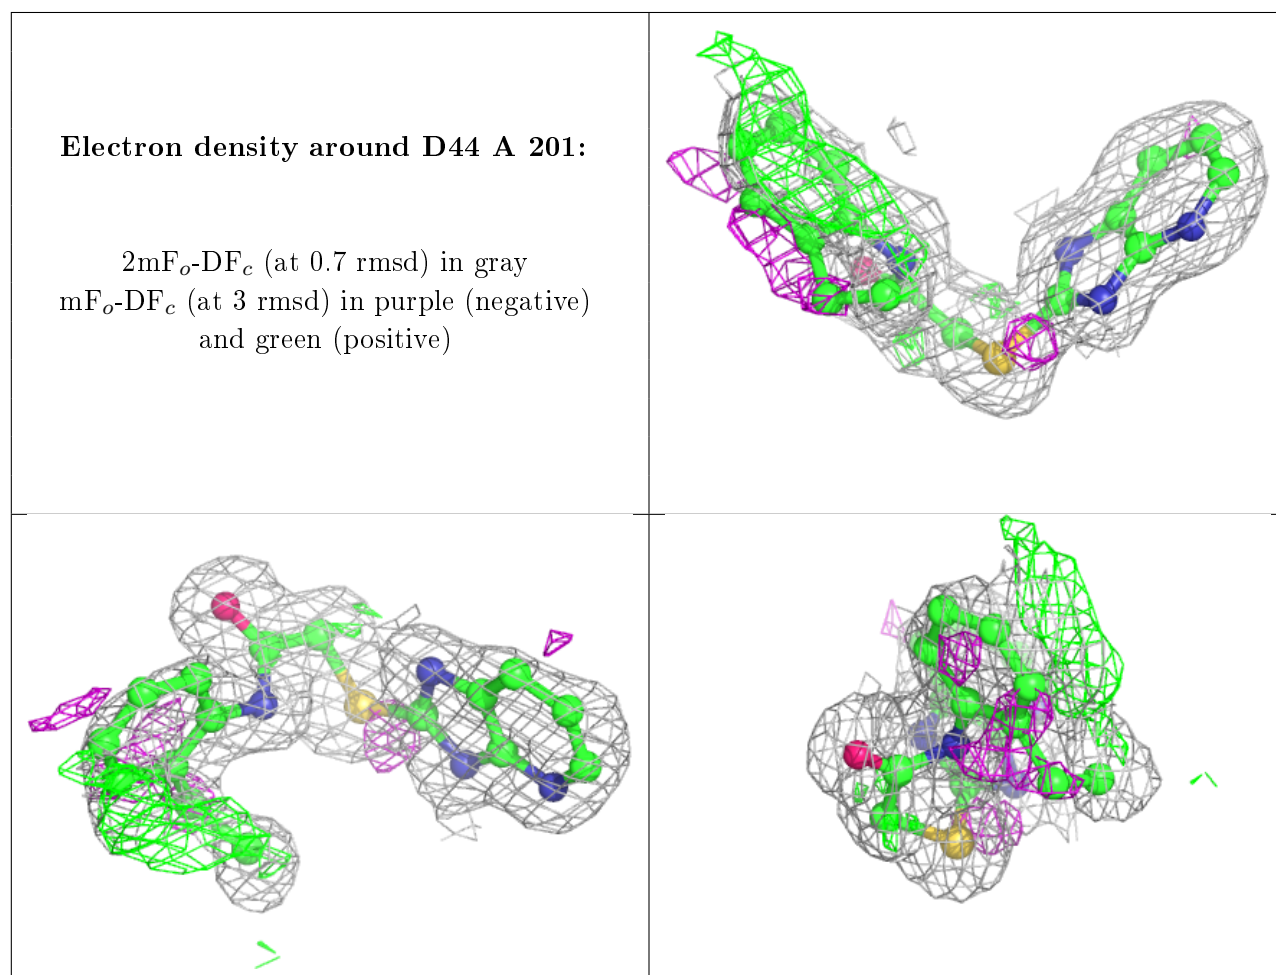 Electron density around D44 A 201:
2mFₒ-DF𝒸 (at 0.7 rmsd) in gray
mFₒ-DF𝒸 (at 3 rmsd) in purple (negative)
and green (positive)